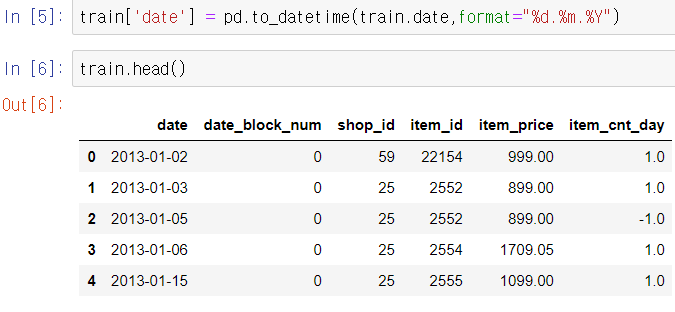 In [5]: train['date'] = pd.to_datetime(train.date,format="%d.%m.%Y")
In [6]: train.head()
Out[6]:
date date_block_num shop_id item_id item_price item_cnt_day
0 2013-01-02 0 59 22154 999.00 1.0
1 2013-01-03 0 25 2552 899.00 1.0
2 2013-01-05 0 25 2552 899.00 -1.0
3 2013-01-06 0 25 2554 1709.05 1.0
4 2013-01-15 0 25 2555 1099.00 1.0